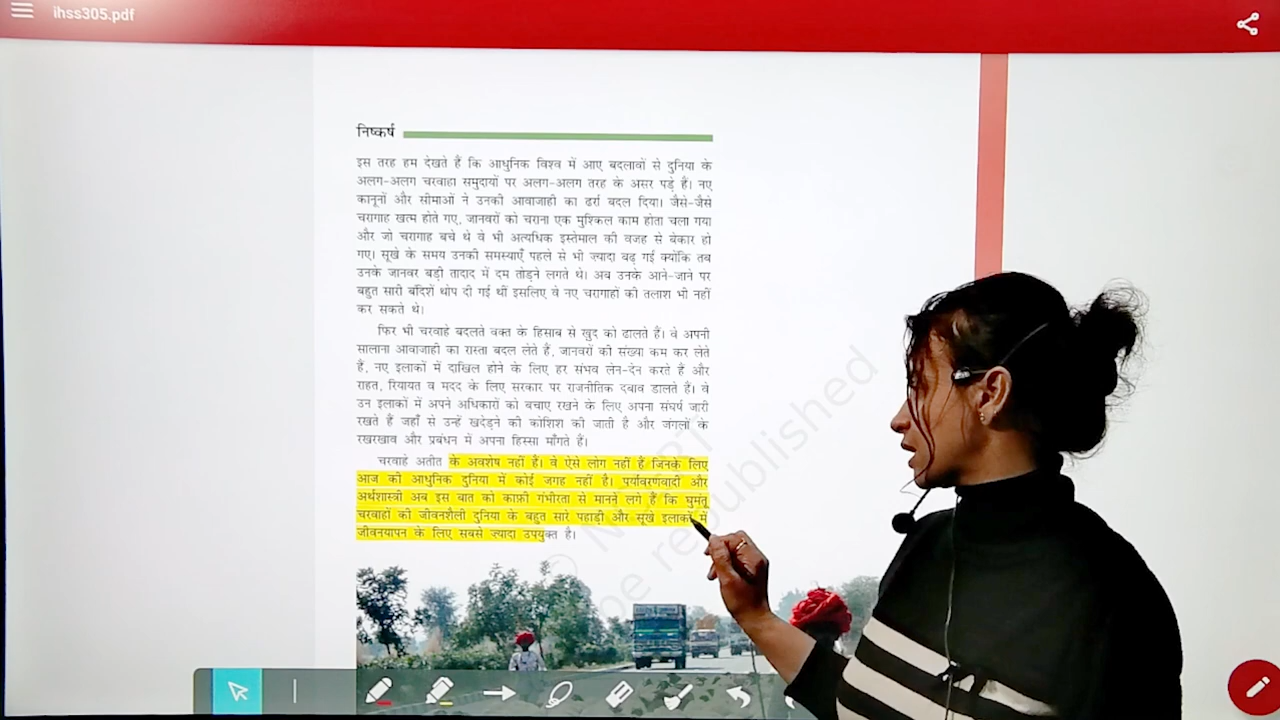 ihss305.pdf
निष्कर्ष
इस तरह हम देखते हैं कि आधुनिक विश्व में आए बदलावों से दुनिया के
अलग-अलग चरवाहा समुदायों पर अलग-अलग तरह के असर पड़े हैं। नए
कानूनों और सीमाओं ने उनकी आवाजाही का ढर्रा बदल दिया। जैसे-जैसे
चरागाह खत्म होते गए, जानवरों को चराना एक मुश्किल काम होता चला गया
और जो चरागाह बचे थे वे भी अत्यधिक इस्तेमाल की वजह से बेकार हो
गए। सूखे के समय उनकी समस्याएँ पहले से भी ज्यादा बढ़ गई क्योंकि तब
उनके जानवर बड़ी तादाद में दम तोड़ने लगते थे। अब उनके आने-जाने पर
बहुत सारी बंदिशें थोप दी गई थीं इसलिए वे नए चरागाहों की तलाश भी नहीं
कर सकते थे।
फिर भी चरवाहे बदलते वक्त के हिसाब से खुद को ढालते हैं। वे अपनी
सालाना आवाजाही का रास्ता बदल लेते हैं, जानवरों की संख्या कम कर लेते
हैं, नए इलाकों में दाखिल होने के लिए हर संभव लेन-देन करते हैं और
राहत, रियायत व मदद के लिए सरकार पर राजनीतिक दबाव डालते हैं। वे
उन इलाकों में अपने अधिकारों को बचाए रखने के लिए अपना संघर्ष जारी
रखते हैं जहाँ से उन्हें खदेड़ने की कोशिश की जाती है और जंगलों के
रखरखाव और प्रबंधन में अपना हिस्सा माँगते हैं।
चरवाहे अतीत के अवशेष नहीं हैं। वे ऐसे लोग नहीं हैं जिनके लिए
आज की आधुनिक दुनिया में कोई जगह नहीं है। पर्यावरणवादी और
अर्थशास्त्री अब इस बात को काफ़ी गंभीरता से मानने लगे हैं कि घुमंतू
चरवाहों की जीवनशैली दुनिया के बहुत सारे पहाड़ी और सूखे इलाकों में
जीवनयापन के लिए सबसे ज्यादा उपयुक्त है।
be republished